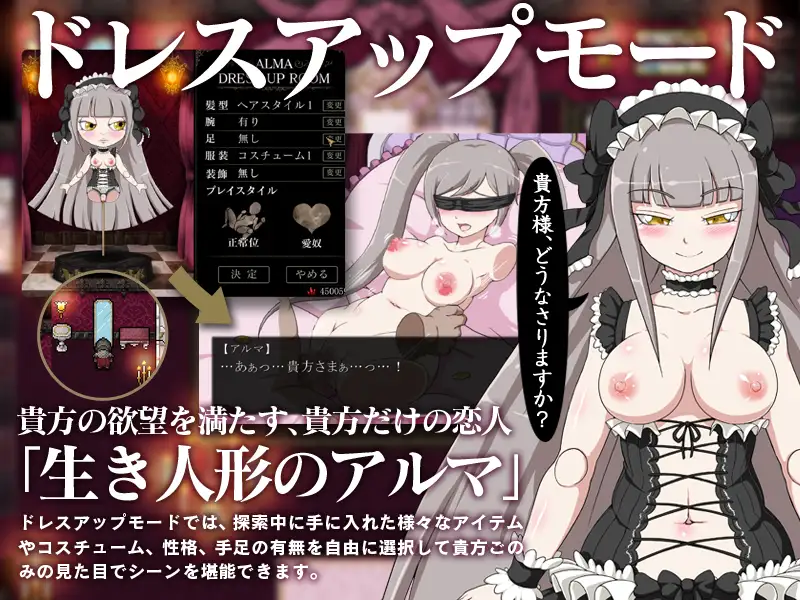 ドレスアップモード
ALMA
DRESS UP ROOM
髪型 ヘアスタイル1 変更
腕 有り 変更
足 無し 変更
服装 コスチューム1 変更
装飾 無し 変更
プレイスタイル
正常位 愛奴
決定 やめる
45005
貴方様、どうなさりますか?
【アルマ】
…あぁっ…貴方さまぁ…っ…!
貴方の欲望を満たす、貴方だけの恋人
「生き人形のアルマ」
ドレスアップモードでは、探索中に手に入れた様々なアイテム
やコスチューム、性格、手足の有無を自由に選択して貴方ごの
みの見た目でシーンを堪能できます。